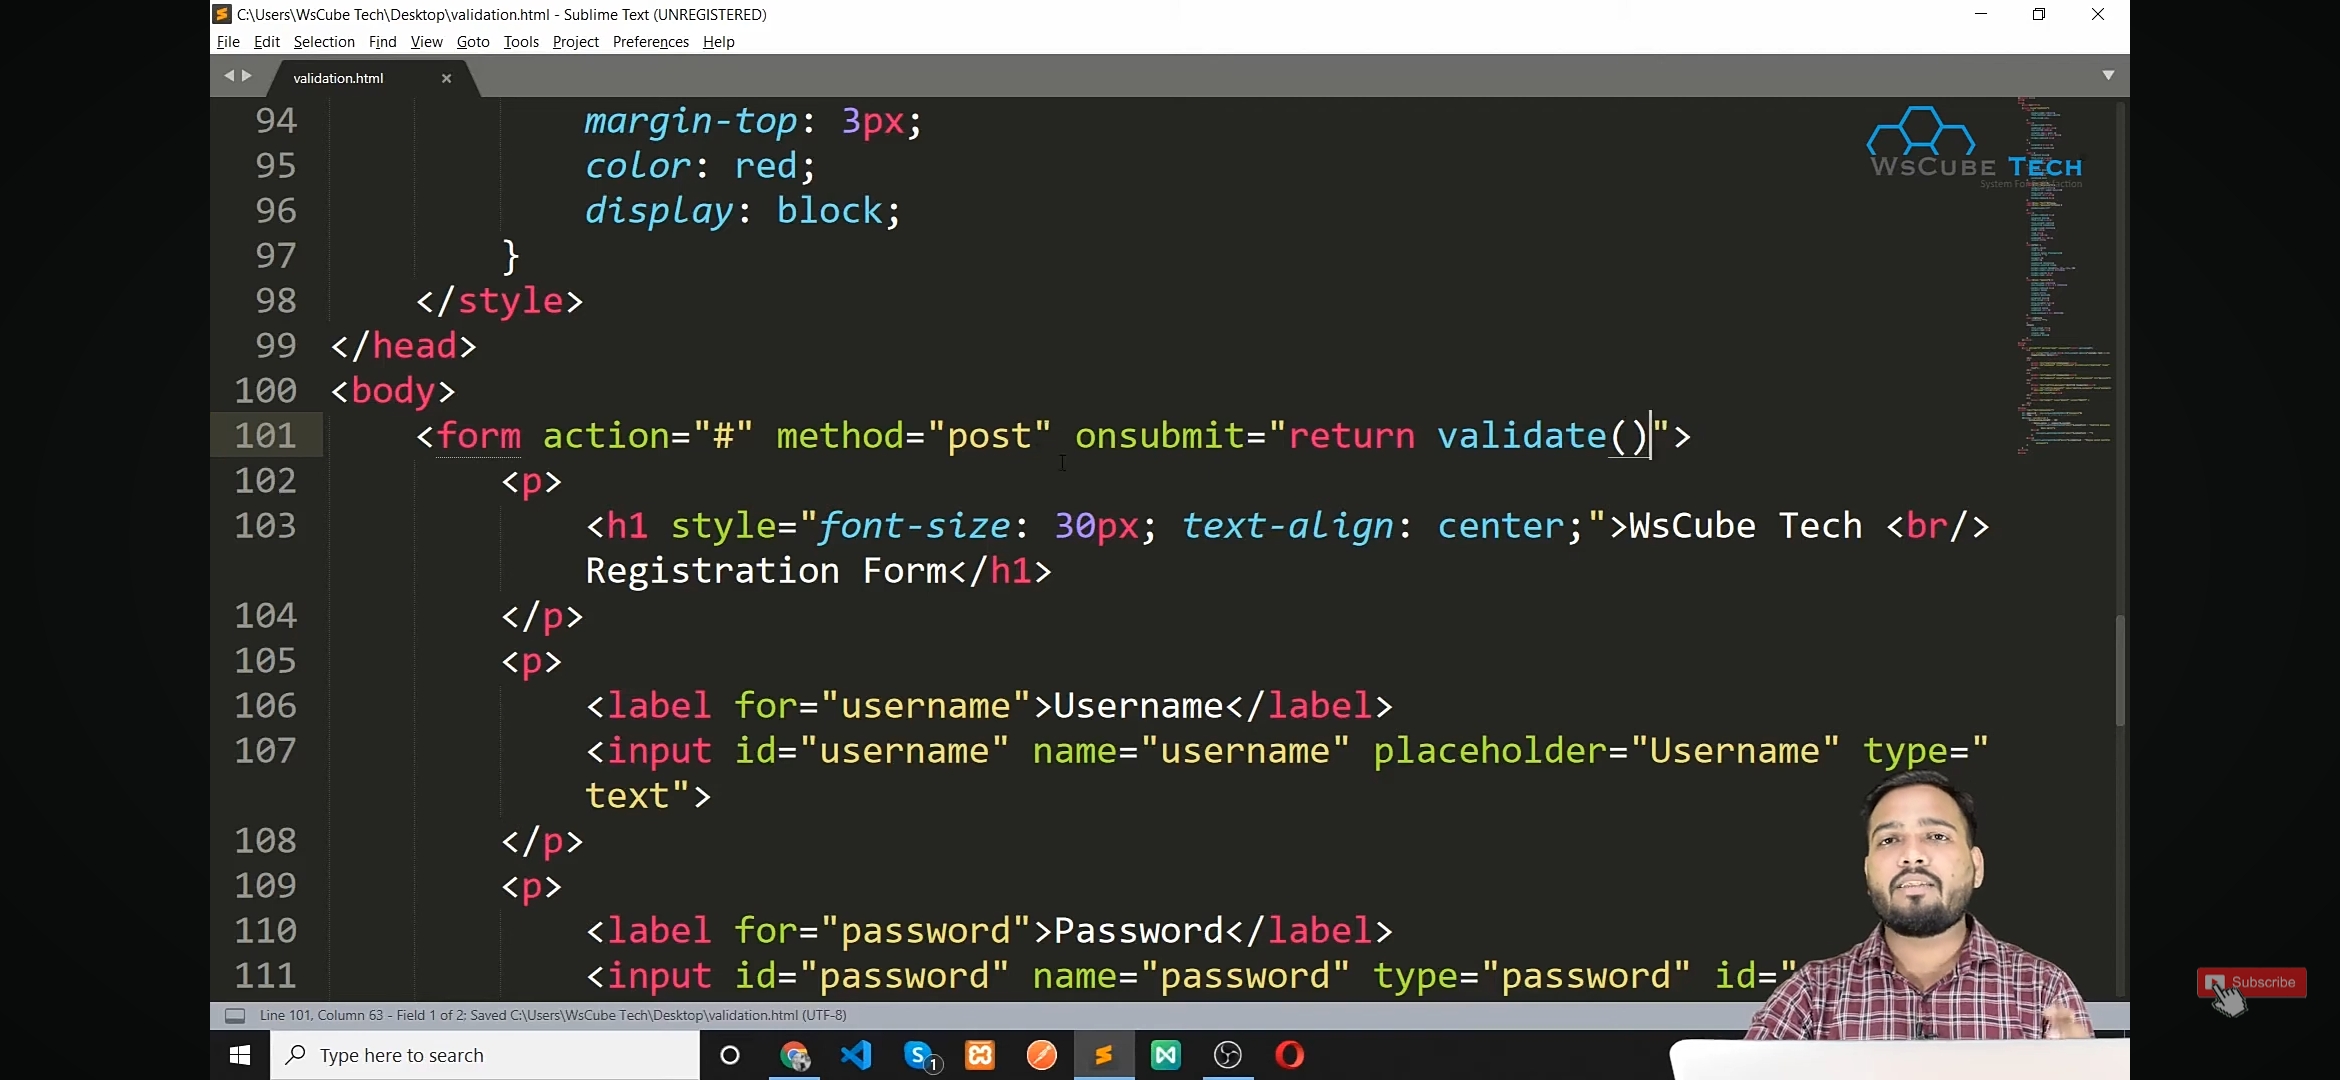 C:\Users\WsCube Tech\Desktop\validation.html - Sublime Text (UNREGISTERED)
File Edit Selection Find View Goto Tools Project Preferences Help
validation.html
94 margin-top: 3px;
95 color: red;
96 display: block;
97 }
98 </style>
99 </head>
100 <body>
101 <form action="#" method="post" onsubmit="return validate()">
102 <p>
103 <h1 style="font-size: 30px; text-align: center;">WsCube Tech <br/>
Registration Form</h1>
104 </p>
105 <p>
106 <label for="username">Username</label>
107 <input id="username" name="username" placeholder="Username" type="
text">
108 </p>
109 <p>
110 <label for="password">Password</label>
111 <input id="password" name="password" type="password" id="
WsCube Tech
Subscribe
Line 101, Column 63 - Field 1 of 2: Saved C:\Users\WsCube Tech\Desktop\validation.html (UTF-8)
Type here to search
S 1